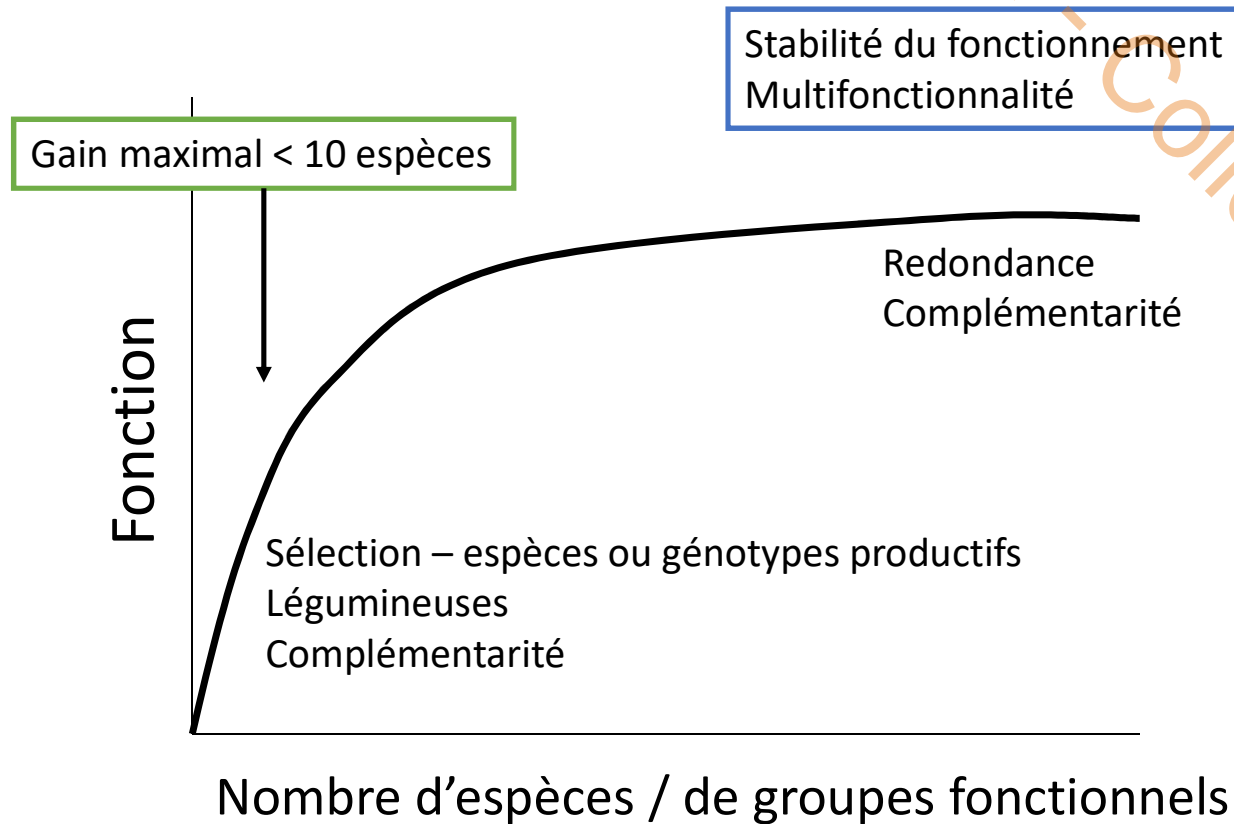 Stabilité du fonctionnement
Multifonctionnalité
Gain maximal < 10 espèces
Redondance
Complémentarité
Fonction
Sélection – espèces ou génotypes productifs
Légumineuses
Complémentarité
Nombre d'espèces / de groupes fonctionnels